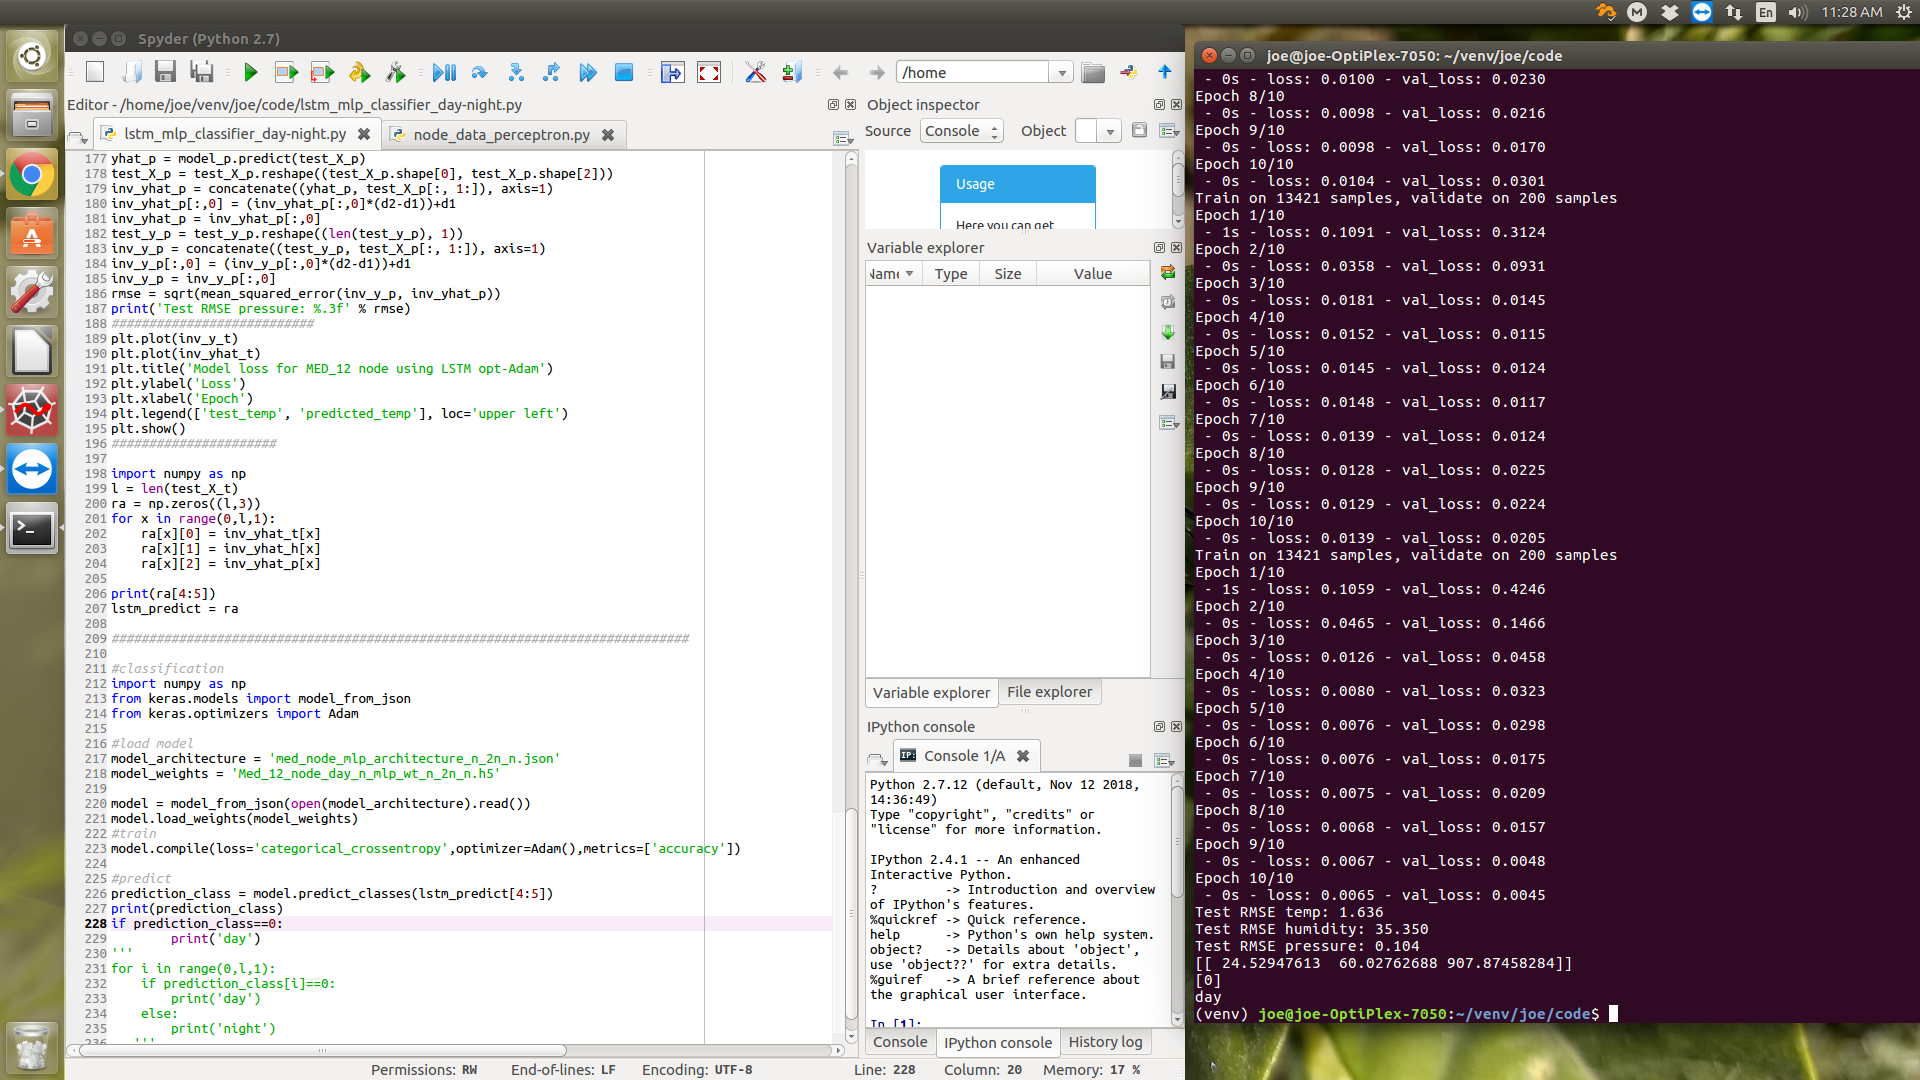 En
11:28 AM
Spyder (Python 2.7)
/home
Editor - /home/joe/venv/joe/code/lstm_mlp_classifier_day-night.py
lstm_mlp_classifier_day-night.py
node_data_perceptron.py
177 yhat_p = model_p.predict(test_X_p)
178 test_X_p = test_X_p.reshape((test_X_p.shape[0], test_X_p.shape[2]))
179 inv_yhat_p = concatenate((yhat_p, test_X_p[:, 1:]), axis=1)
180 inv_yhat_p[:,0] = (inv_yhat_p[:,0]*(d2-d1))+d1
181 inv_yhat_p = inv_yhat_p[:,0]
182 test_y_p = test_y_p.reshape((len(test_y_p), 1))
183 inv_y_p = concatenate((test_y_p, test_X_p[:, 1:]), axis=1)
184 inv_y_p[:,0] = (inv_y_p[:,0]*(d2-d1))+d1
185 inv_y_p = inv_y_p[:,0]
186 rmse = sqrt(mean_squared_error(inv_y_p, inv_yhat_p))
187 print('Test RMSE pressure: %.3f' % rmse)
188 ###########################
189 plt.plot(inv_y_t)
190 plt.plot(inv_yhat_t)
191 plt.title('Model loss for MED_12 node using LSTM opt-Adam')
192 plt.ylabel('Loss')
193 plt.xlabel('Epoch')
194 plt.legend(['test_temp', 'predicted_temp'], loc='upper left')
195 plt.show()
196 ######################
197
198 import numpy as np
199 l = len(test_X_t)
200 ra = np.zeros((l,3))
201 for x in range(0,l,1):
202     ra[x][0] = inv_yhat_t[x]
203     ra[x][1] = inv_yhat_h[x]
204     ra[x][2] = inv_yhat_p[x]
205
206 print(ra[4:5])
207 lstm_predict = ra
208
209 #############################################################################
210
211 #classification
212 import numpy as np
213 from keras.models import model_from_json
214 from keras.optimizers import Adam
215
216 #load model
217 model_architecture = 'med_node_mlp_architecture_n_2n_n.json'
218 model_weights = 'Med_12_node_day_n_mlp_wt_n_2n_n.h5'
219
220 model = model_from_json(open(model_architecture).read())
221 model.load_weights(model_weights)
222 #train
223 model.compile(loss='categorical_crossentropy',optimizer=Adam(),metrics=['accuracy'])
224
225 #predict
226 prediction_class = model.predict_classes(lstm_predict[4:5])
227 print(prediction_class)
228 if prediction_class==0:
229         print('day')
230 '''
231 for i in range(0,l,1):
232     if prediction_class[i]==0:
233         print('day')
234     else:
235         print('night')
236    '''
Permissions: RW
End-of-lines: LF
Encoding: UTF-8
Line: 228
Column: 20
Memory: 17 %
Object inspector
Source
Console
Object
Usage
Here you can get
Variable explorer
Name
Type
Size
Value
Variable explorer
File explorer
IPython console
IP:
Console 1/A
Python 2.7.12 (default, Nov 12 2018,
14:36:49)
Type "copyright", "credits" or
"license" for more information.
IPython 2.4.1 -- An enhanced
Interactive Python.
?         -> Introduction and overview
of IPython's features.
%quickref -> Quick reference.
help      -> Python's own help system.
object?   -> Details about 'object',
use 'object??' for extra details.
%guiref   -> A brief reference about
the graphical user interface.
In [1]:
Console
IPython console
History log
joe@joe-OptiPlex-7050: ~/venv/joe/code
- 0s - loss: 0.0100 - val_loss: 0.0230
Epoch 8/10
- 0s - loss: 0.0098 - val_loss: 0.0216
Epoch 9/10
- 0s - loss: 0.0098 - val_loss: 0.0170
Epoch 10/10
- 0s - loss: 0.0104 - val_loss: 0.0301
Train on 13421 samples, validate on 200 samples
Epoch 1/10
- 1s - loss: 0.1091 - val_loss: 0.3124
Epoch 2/10
- 0s - loss: 0.0358 - val_loss: 0.0931
Epoch 3/10
- 0s - loss: 0.0181 - val_loss: 0.0145
Epoch 4/10
- 0s - loss: 0.0152 - val_loss: 0.0115
Epoch 5/10
- 0s - loss: 0.0145 - val_loss: 0.0124
Epoch 6/10
- 0s - loss: 0.0148 - val_loss: 0.0117
Epoch 7/10
- 0s - loss: 0.0139 - val_loss: 0.0124
Epoch 8/10
- 0s - loss: 0.0128 - val_loss: 0.0225
Epoch 9/10
- 0s - loss: 0.0129 - val_loss: 0.0224
Epoch 10/10
- 0s - loss: 0.0139 - val_loss: 0.0205
Train on 13421 samples, validate on 200 samples
Epoch 1/10
- 1s - loss: 0.1059 - val_loss: 0.4246
Epoch 2/10
- 0s - loss: 0.0465 - val_loss: 0.1466
Epoch 3/10
- 0s - loss: 0.0126 - val_loss: 0.0458
Epoch 4/10
- 0s - loss: 0.0080 - val_loss: 0.0323
Epoch 5/10
- 0s - loss: 0.0076 - val_loss: 0.0298
Epoch 6/10
- 0s - loss: 0.0076 - val_loss: 0.0175
Epoch 7/10
- 0s - loss: 0.0075 - val_loss: 0.0209
Epoch 8/10
- 0s - loss: 0.0068 - val_loss: 0.0157
Epoch 9/10
- 0s - loss: 0.0067 - val_loss: 0.0048
Epoch 10/10
- 0s - loss: 0.0065 - val_loss: 0.0045
Test RMSE temp: 1.636
Test RMSE humidity: 35.350
Test RMSE pressure: 0.104
[[ 24.52947613  60.02762688 907.87458284]]
[0]
day
(venv) joe@joe-OptiPlex-7050:~/venv/joe/code$